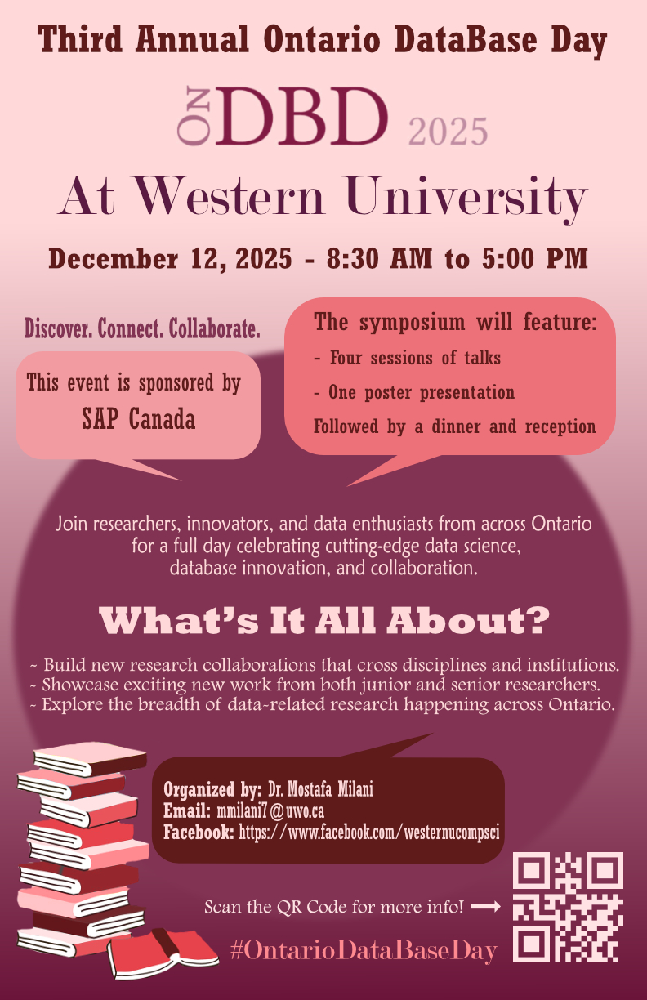 Third Annual Ontario DataBase Day
ON DBD 2025
At Western University
December 12, 2025 - 8:30 AM to 5:00 PM
Discover. Connect. Collaborate.
This event is sponsored by
SAP Canada
The symposium will feature:
- Four sessions of talks
- One poster presentation
Followed by a dinner and reception
Join researchers, innovators, and data enthusiasts from across Ontario
for a full day celebrating cutting-edge data science,
database innovation, and collaboration.
What's It All About?
- Build new research collaborations that cross disciplines and institutions.
- Showcase exciting new work from both junior and senior researchers.
- Explore the breadth of data-related research happening across Ontario.
Organized by: Dr. Mostafa Milani
Email: mmilani7@uwo.ca
Facebook: https://www.facebook.com/westernucompsci
Scan the QR Code for more info!
#OntarioDataBaseDay